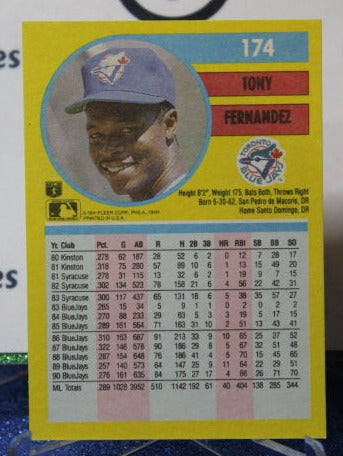 174
TONY
FERNANDEZ
TORONTO
BLUE JAYS
Height 6'2", Weight 175, Bats Both, Throws Right
Born 6-30-62, San Pedro de Macoris, DR
Home Santo Domingo, DR
© 1991 FLEER CORP., PHILA. 19141
PRINTED IN U.S.A.
Yr. Club Pct. G AB R H 2B 3B HR RBI SB BB SO
80 Kinston .278 62 187 28 52 6 2 0 12 7 28 17
81 Kinston .318 75 280 57 89 10 6 1 13 15 49 20
81 Syracuse .278 31 115 13 32 6 2 1 9
82 Syracuse .302 134 523 78 158 21 6 4 56 22 42 31
83 Syracuse .300 117 437 65 131 18 6 5 38 35 57 27
83 BlueJays .265 15 34 5 9 1 1 0 2 0 2 2
84 BlueJays .270 88 233 29 63 5 3 3 19 5 17 15
85 BlueJays .289 161 564 71 163 31 10 2 51 13 43 41
86 BlueJays .310 163 687 91 213 33 9 10 65 25 27 52
87 BlueJays .322 146 578 90 186 29 8 5 67 32 51 48
88 BlueJays .287 154 648 76 186 41 4 5 70 15 45 65
89 BlueJays .257 140 573 64 147 25 9 11 64 22 29 51
90 BlueJays .276 161 635 84 175 27 17 4 66 26 71 70
ML Totals .289 1028 3952 510 1142 192 61 40 404 138 285 344